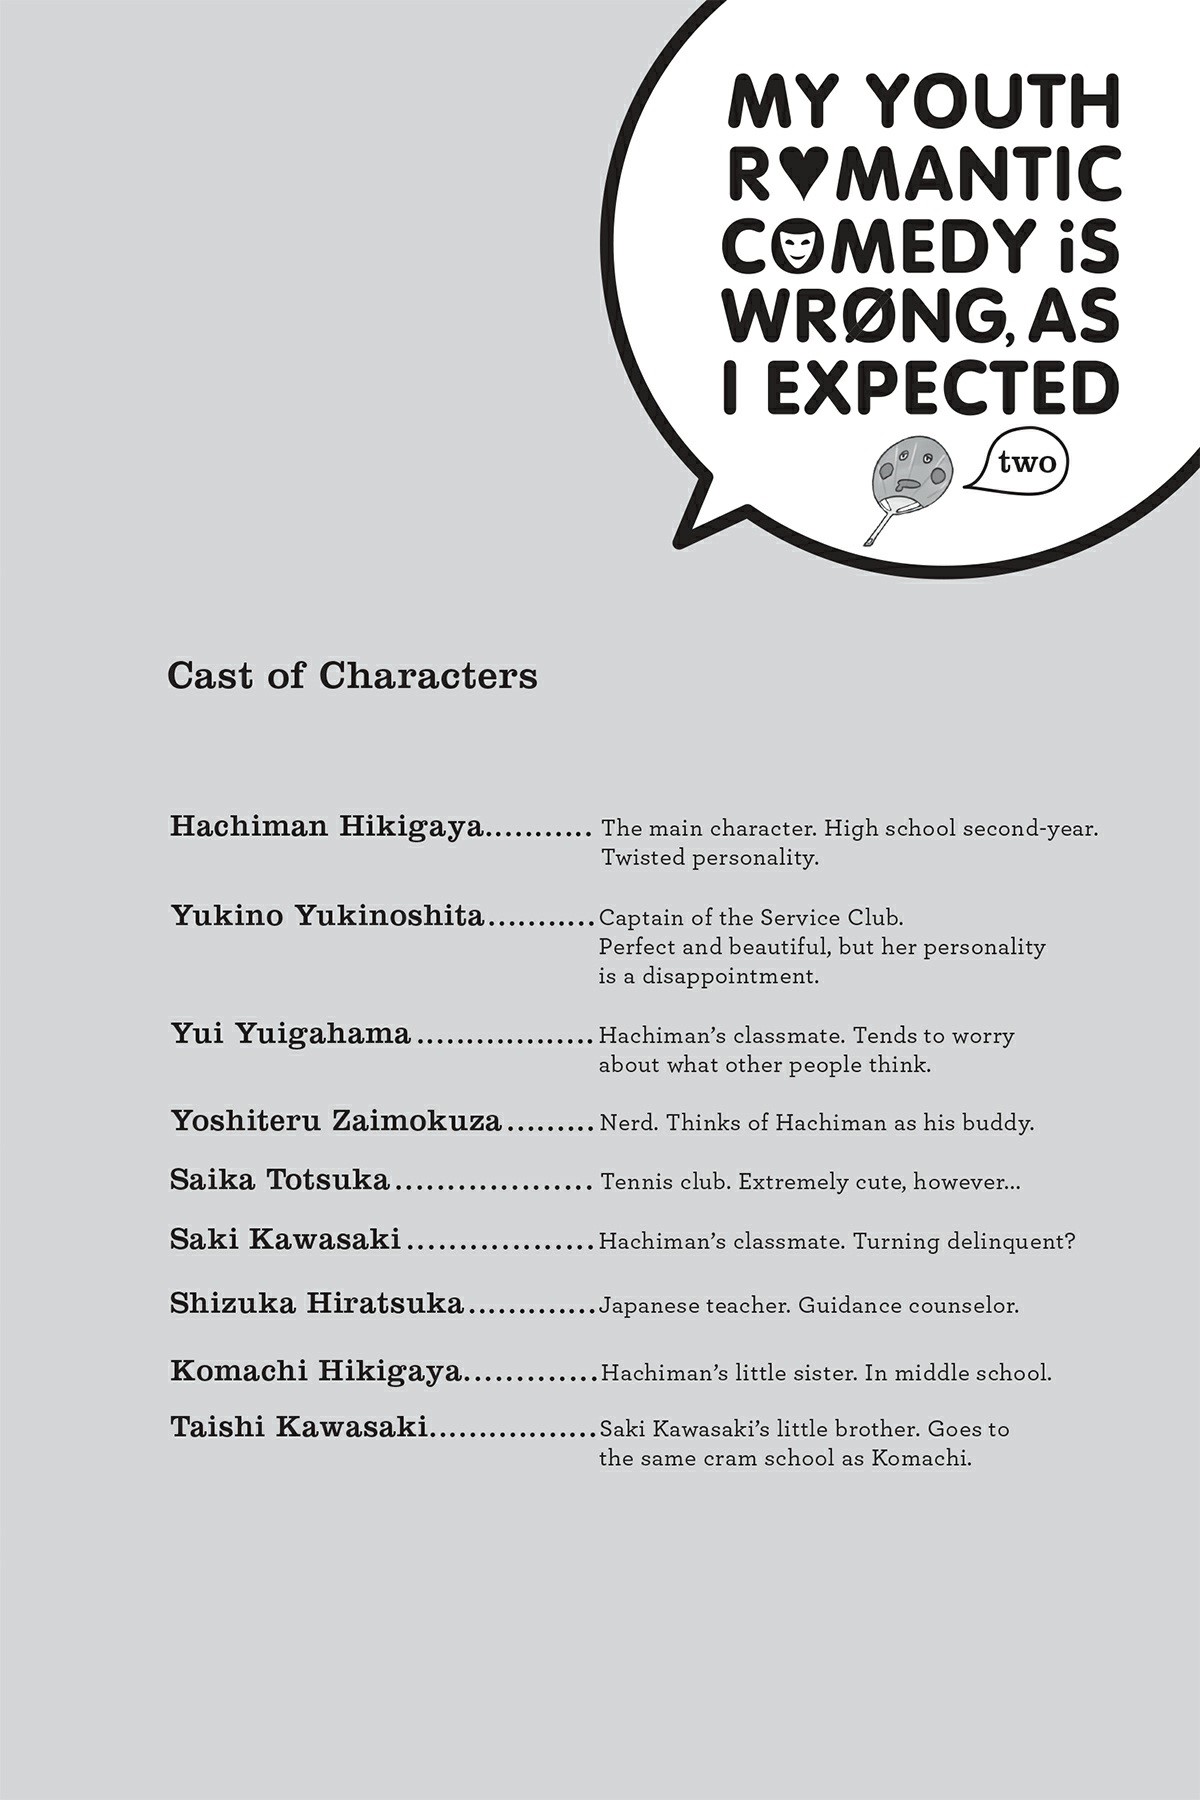 MY YOUTH
R♥MANTIC
COMEDY iS
WRØNG, AS
I EXPECTED
two
Cast of Characters
Hachiman Hikigaya........... The main character. High school second-year.
Twisted personality.
Yukino Yukinoshita...........Captain of the Service Club.
Perfect and beautiful, but her personality
is a disappointment.
Yui Yuigahama..................Hachiman’s classmate. Tends to worry
about what other people think.
Yoshiteru Zaimokuza.........Nerd. Thinks of Hachiman as his buddy.
Saika Totsuka................... Tennis club. Extremely cute, however...
Saki Kawasaki...................Hachiman’s classmate. Turning delinquent?
Shizuka Hiratsuka.............Japanese teacher. Guidance counselor.
Komachi Hikigaya.............Hachiman’s little sister. In middle school.
Taishi Kawasaki.................Saki Kawasaki’s little brother. Goes to
the same cram school as Komachi.